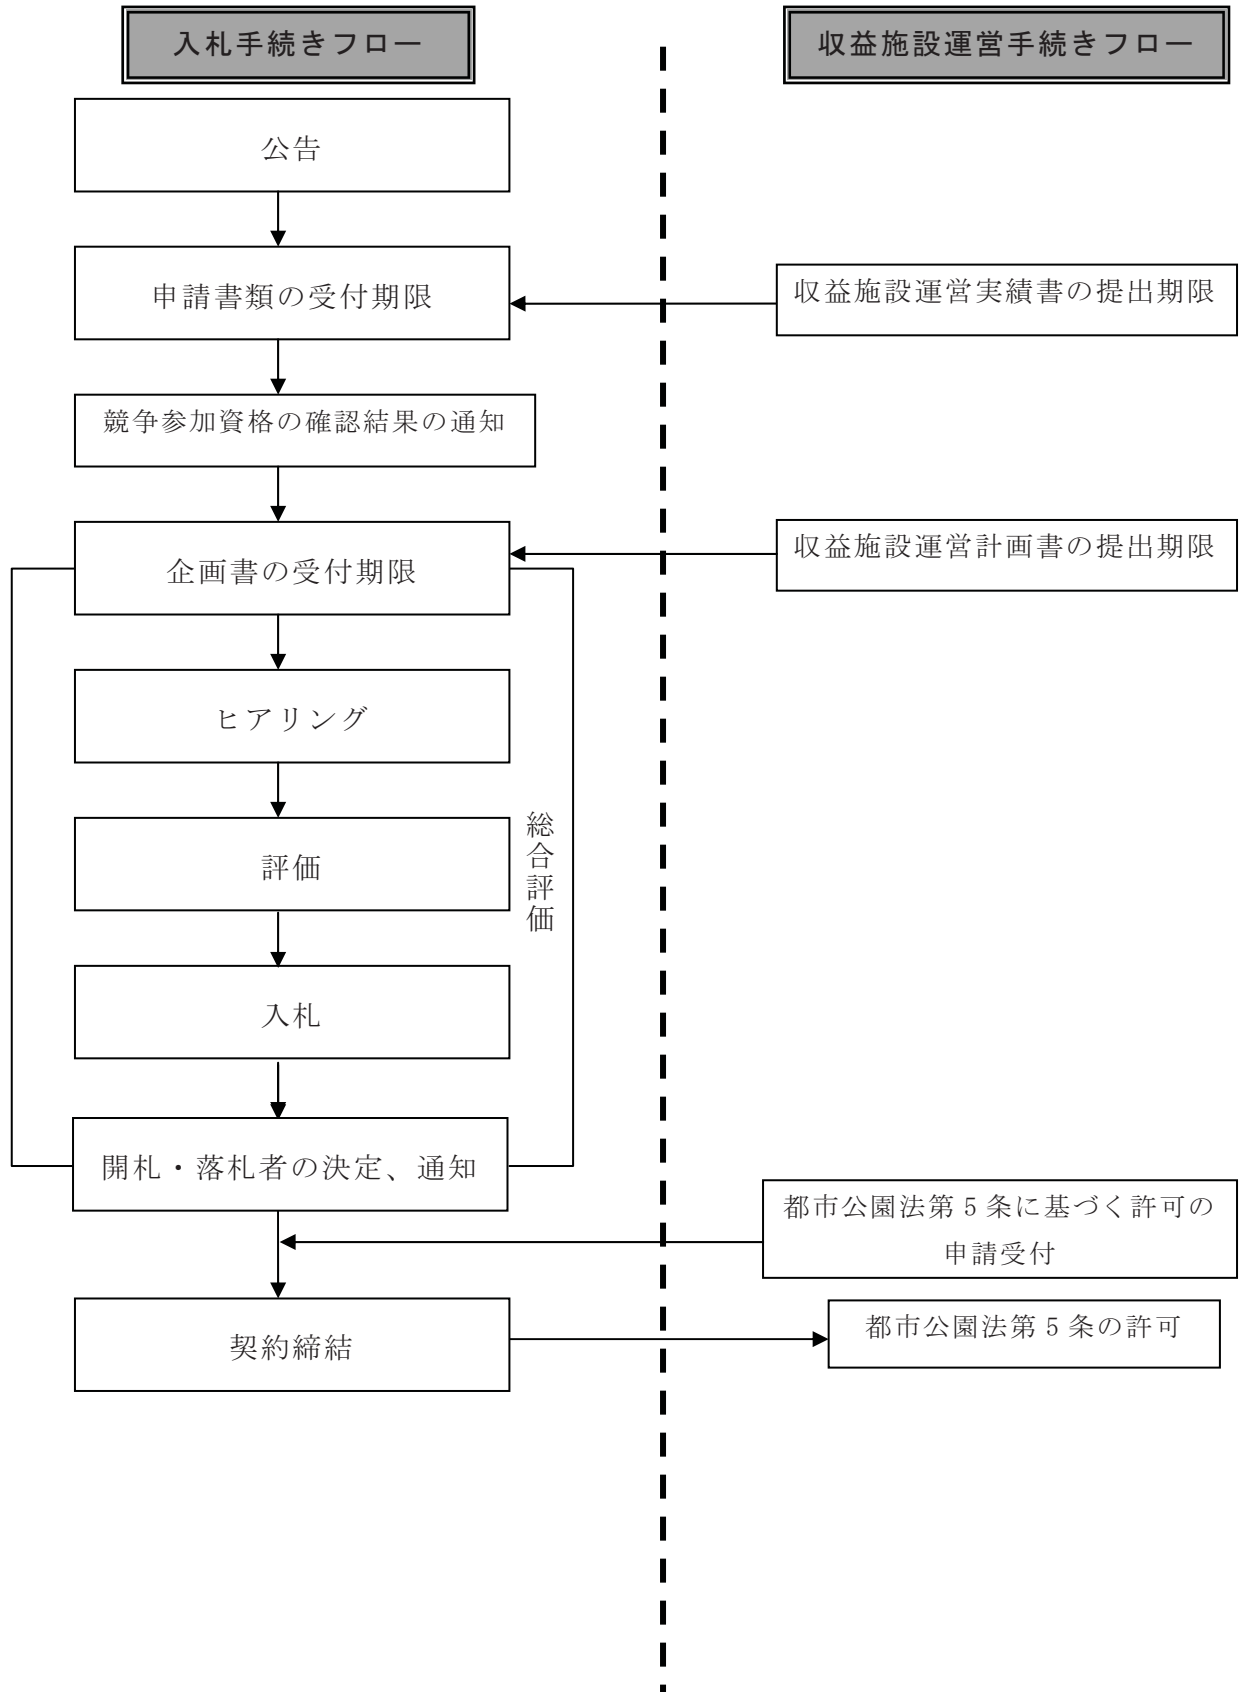 入札手続きフロー
収益施設運営手続きフロー
公告
申請書類の受付期限
収益施設運営実績書の提出期限
競争参加資格の確認結果の通知
企画書の受付期限
収益施設運営計画書の提出期限
ヒアリング
総合評価
評価
入札
開札・落札者の決定、通知
都市公園法第5条に基づく許可の
申請受付
契約締結
都市公園法第5条の許可